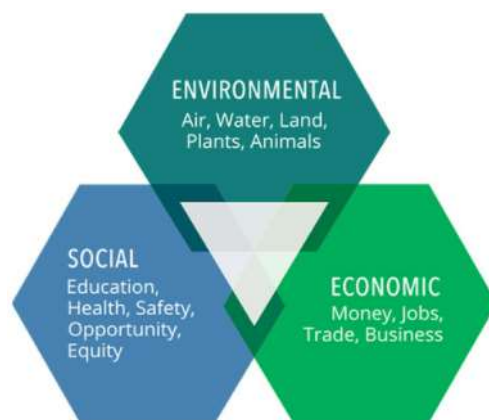 ENVIRONMENTAL
Air, Water, Land,
Plants, Animals
SOCIAL
Education,
Health, Safety,
Opportunity,
Equity
ECONOMIC
Money, Jobs,
Trade, Business